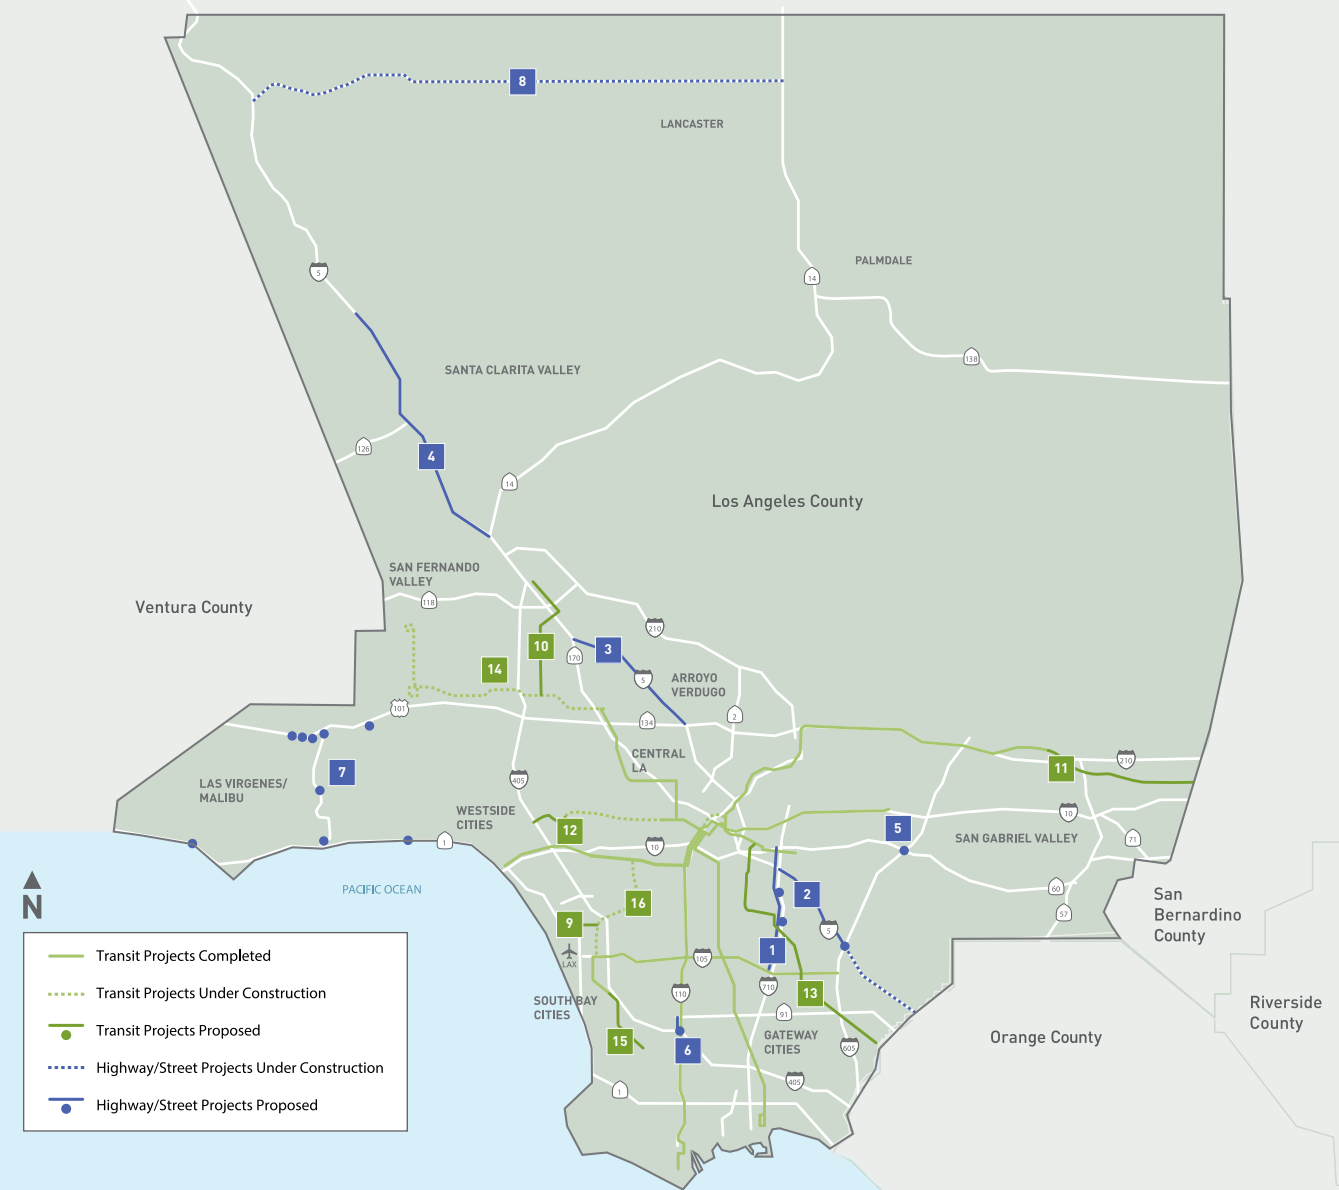 8
LANCASTER
5
14
PALMDALE
138
SANTA CLARITA VALLEY
126
4
14
Los Angeles County
SAN FERNANDO
VALLEY
118
Ventura County
210
10
170
3
14
5
ARROYO
VERDUGO
101
134
2
CENTRAL
LA
210
11
7
LAS VIRGENES/
MALIBU
405
WESTSIDE
CITIES
12
10
5
10
SAN GABRIEL VALLEY
71
1
PACIFIC OCEAN
60
57
San
Bernardino
County
N
2
16
9
5
LAX
1
105
Transit Projects Completed
Transit Projects Under Construction
Transit Projects Proposed
Highway/Street Projects Under Construction
Highway/Street Projects Proposed
SOUTH BAY
CITIES
110
710
13
91
Riverside
County
15
6
GATEWAY
CITIES
605
Orange County
405
1